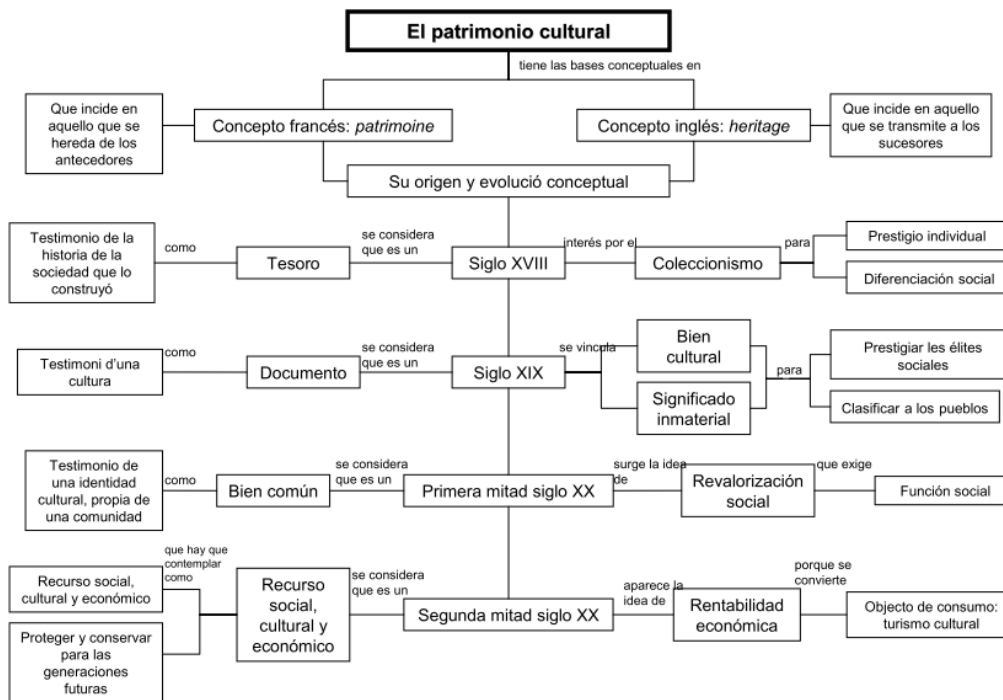 El patrimonio cultural
tiene las bases conceptuales en
Que incide en
aquello que se
hereda de los
antecedores
Concepto francés: patrimoine
Concepto inglés: heritage
Que incide en
aquello que se
transmite a los
sucesores
Su origen y evolució conceptual
Testimonio de la
historia de la
sociedad que lo
construyó
como
Tesoro
se considera
que es un
Siglo XVIII
interés por el
Coleccionismo
para
Prestigio individual
Diferenciación social
Testimoni d'una
cultura
como
Documento
se considera
que es un
Siglo XIX
se vincula
Bien
cultural
Significado
inmaterial
para
Prestigiar les élites
sociales
Clasificar a los pueblos
Testimonio de
una identidad
cultural, propia de
una comunidad
como
Bien común
se considera
que es un
Primera mitad siglo XX
surge la idea
de
Revalorización
social
que exige
Función social
Recurso social,
cultural y económico
Proteger y conservar
para las
generaciones
futuras
que hay que
contemplar
como
Recurso
social,
cultural y
económico
se considera
que es un
Segunda mitad siglo XX
aparece la
idea de
Rentabilidad
económica
porque se
convierte
Objecto de consumo:
turismo cultural